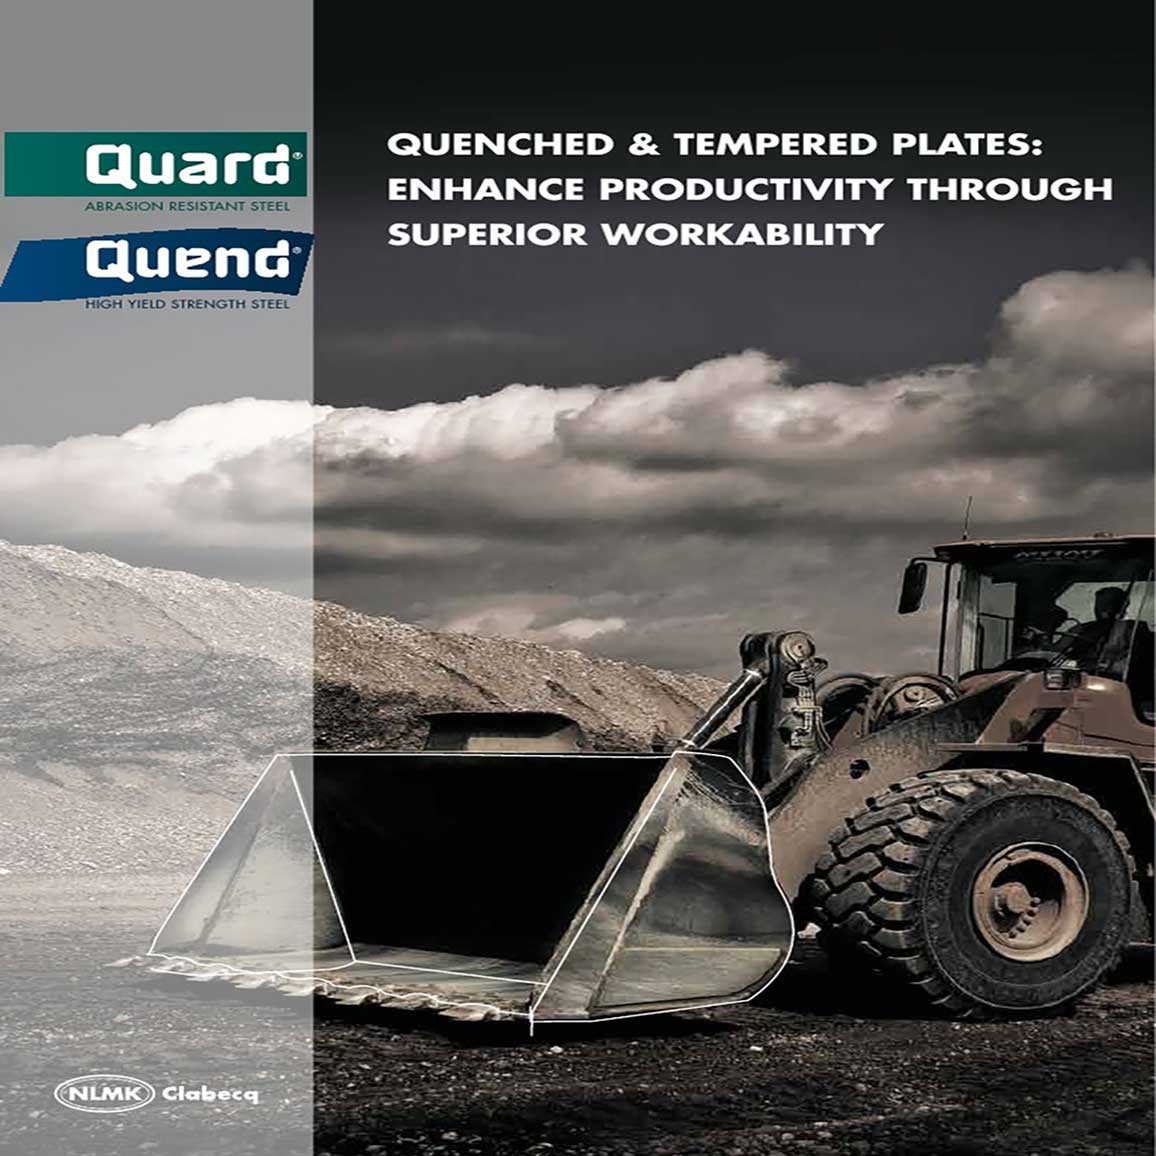 Quard®
ABRASION RESISTANT STEEL
Quend®
HIGH YIELD STRENGTH STEEL
QUENCHED & TEMPERED PLATES:
ENHANCE PRODUCTIVITY THROUGH
SUPERIOR WORKABILITY
NLMK Clabecq